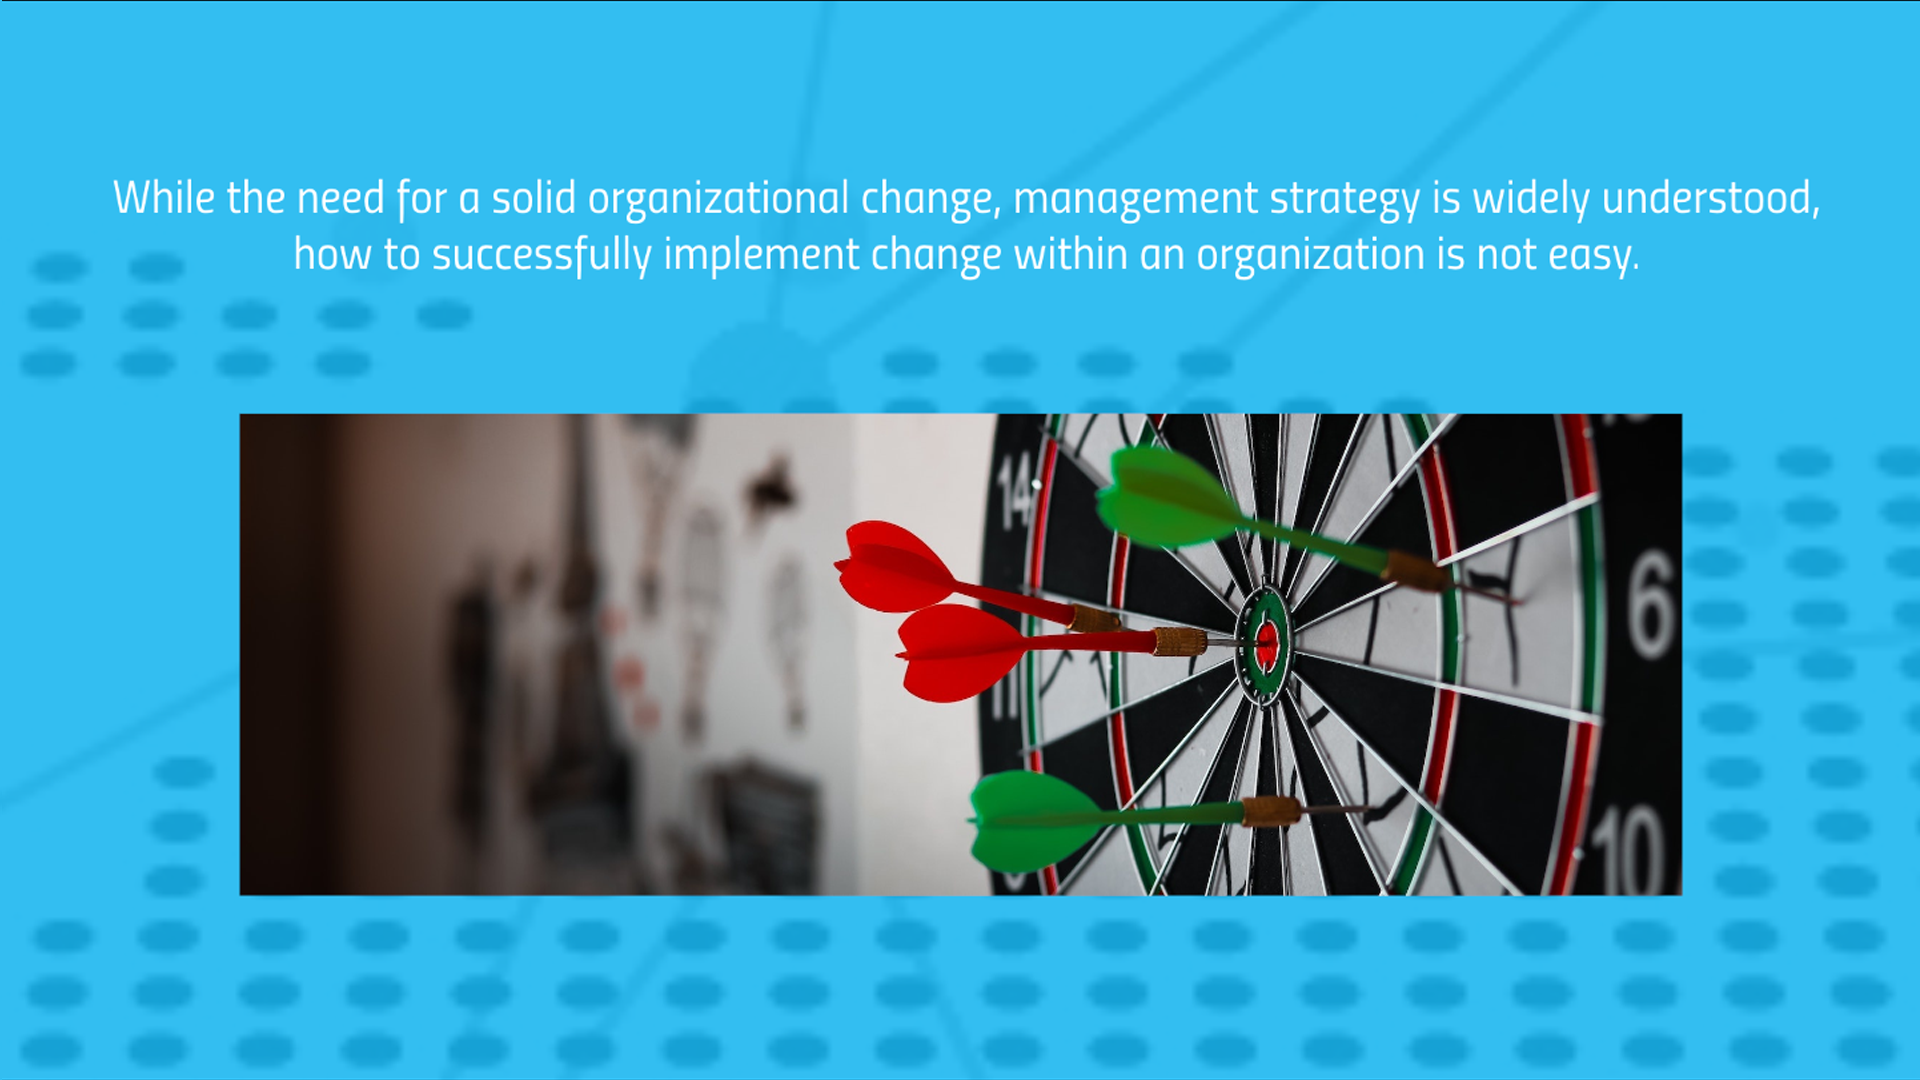 While the need for a solid organizational change, management strategy is widely understood,
how to successfully implement change within an organization is not easy.
14
6
11
10